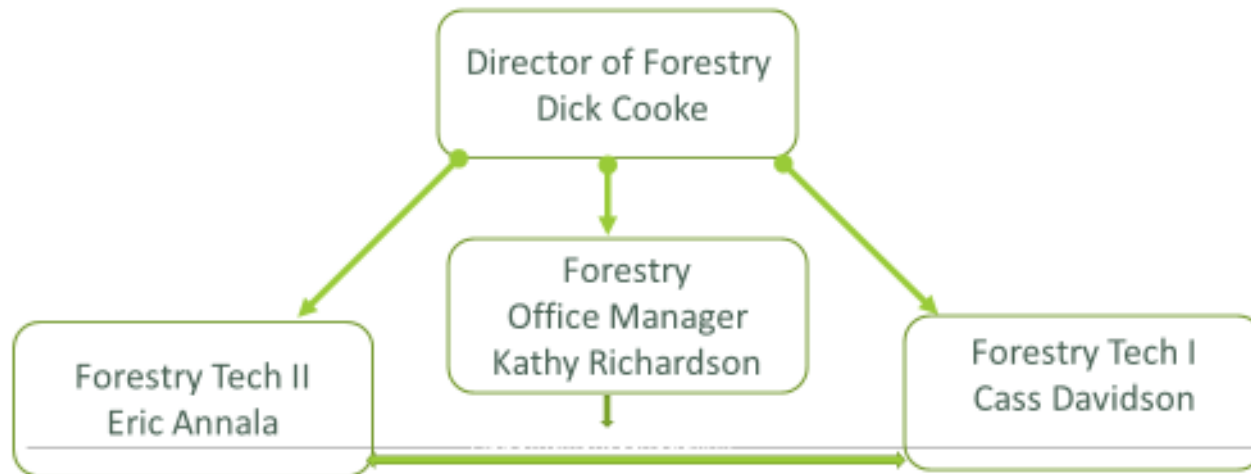 Director of Forestry
Dick Cooke
Forestry
Office Manager
Kathy Richardson
Forestry Tech II
Eric Annala
Forestry Tech I
Cass Davidson